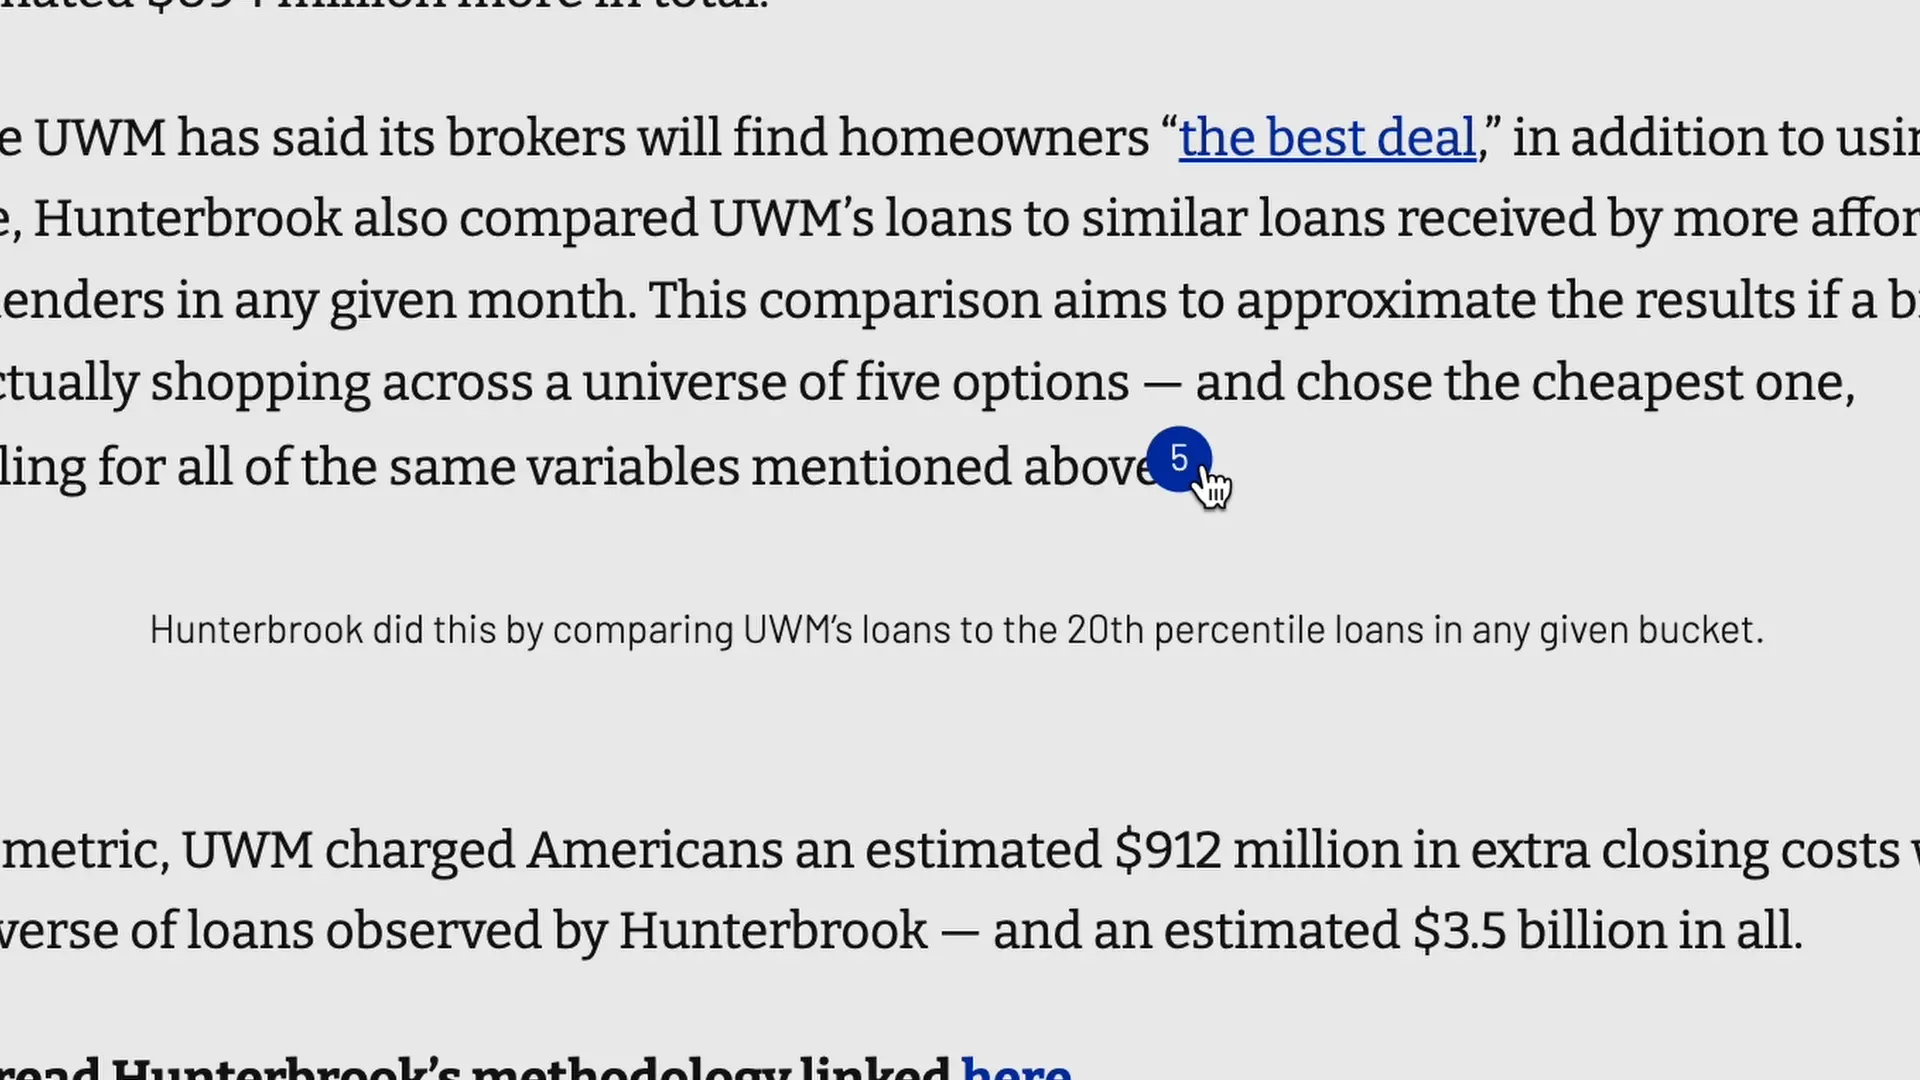 million more in total.
e UWM has said its brokers will find homeowners “the best deal,” in addition to usin
e, Hunterbrook also compared UWM’s loans to similar loans received by more affor
enders in any given month. This comparison aims to approximate the results if a b
ctually shopping across a universe of five options — and chose the cheapest one,
ling for all of the same variables mentioned above 5
Hunterbrook did this by comparing UWM’s loans to the 20th percentile loans in any given bucket.
metric, UWM charged Americans an estimated $912 million in extra closing costs
verse of loans observed by Hunterbrook — and an estimated $3.5 billion in all.
read Hunterbrook’s methodology linked here